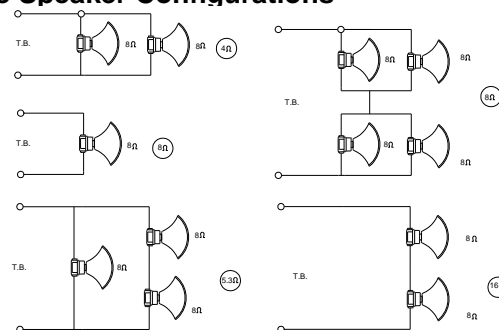 Speaker Configurations
T.B. 8Ω 8Ω 4Ω
T.B. 8Ω 8Ω
T.B. 8Ω 8Ω 8Ω 5.3Ω
8Ω 8Ω
T.B. 8Ω
8Ω 8Ω
T.B. 8Ω 8Ω 16